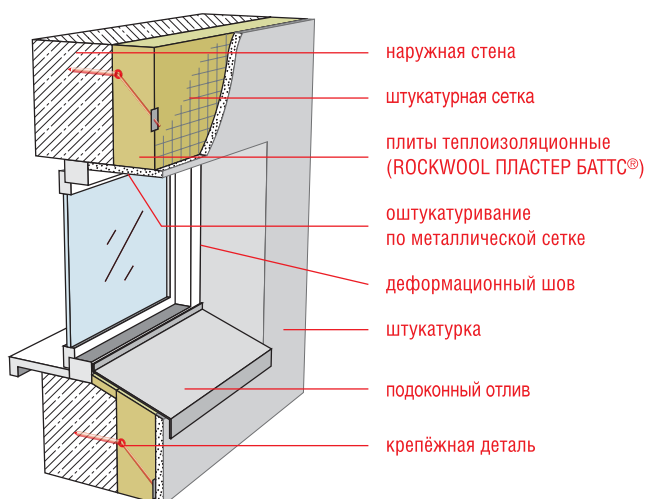 наружная стена
штукатурная сетка
плиты теплоизоляционные
(ROCKWOOL ПЛАСТЕР БАТТС®)
оштукатуривание
по металлической сетке
деформационный шов
штукатурка
подоконный отлив
крепёжная деталь